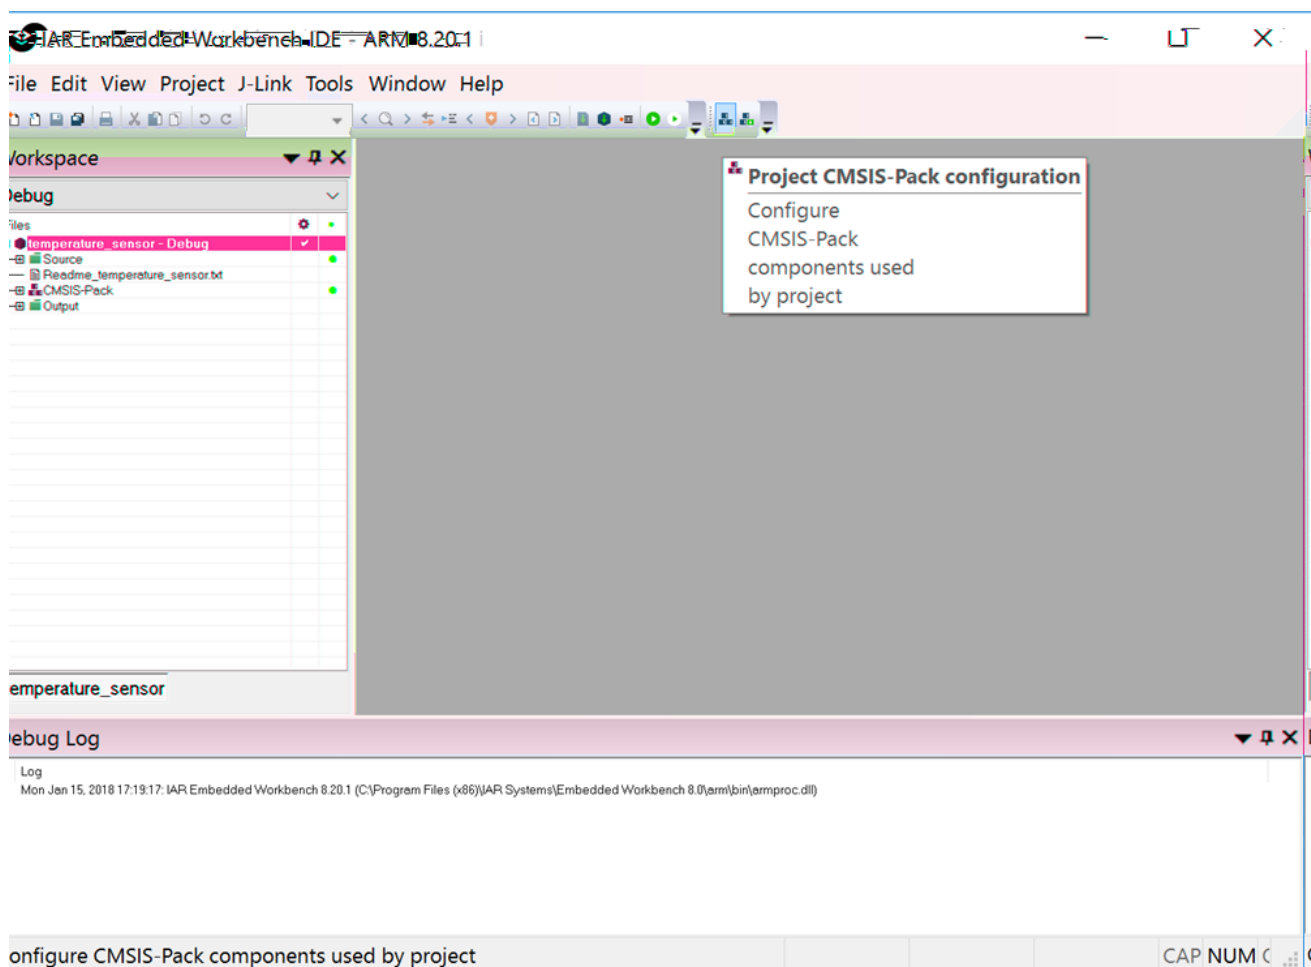 IAR Embedded Workbench IDE - ARM 8.20.1
File Edit View Project J-Link Tools Window Help
Workspace
Debug
Files
temperature_sensor - Debug
Source
Readme_temperature_sensor.txt
CMSIS-Pack
Output
temperature_sensor
Project CMSIS-Pack configuration
Configure
CMSIS-Pack
components used
by project
Debug Log
Log
Mon Jan 15, 2018 17:19:17: IAR Embedded Workbench 8.20.1 (C:\Program Files (x86)\IAR Systems\Embedded Workbench 8.0\arm\bin\armproc.dll)
onfigure CMSIS-Pack components used by project
CAP NUM